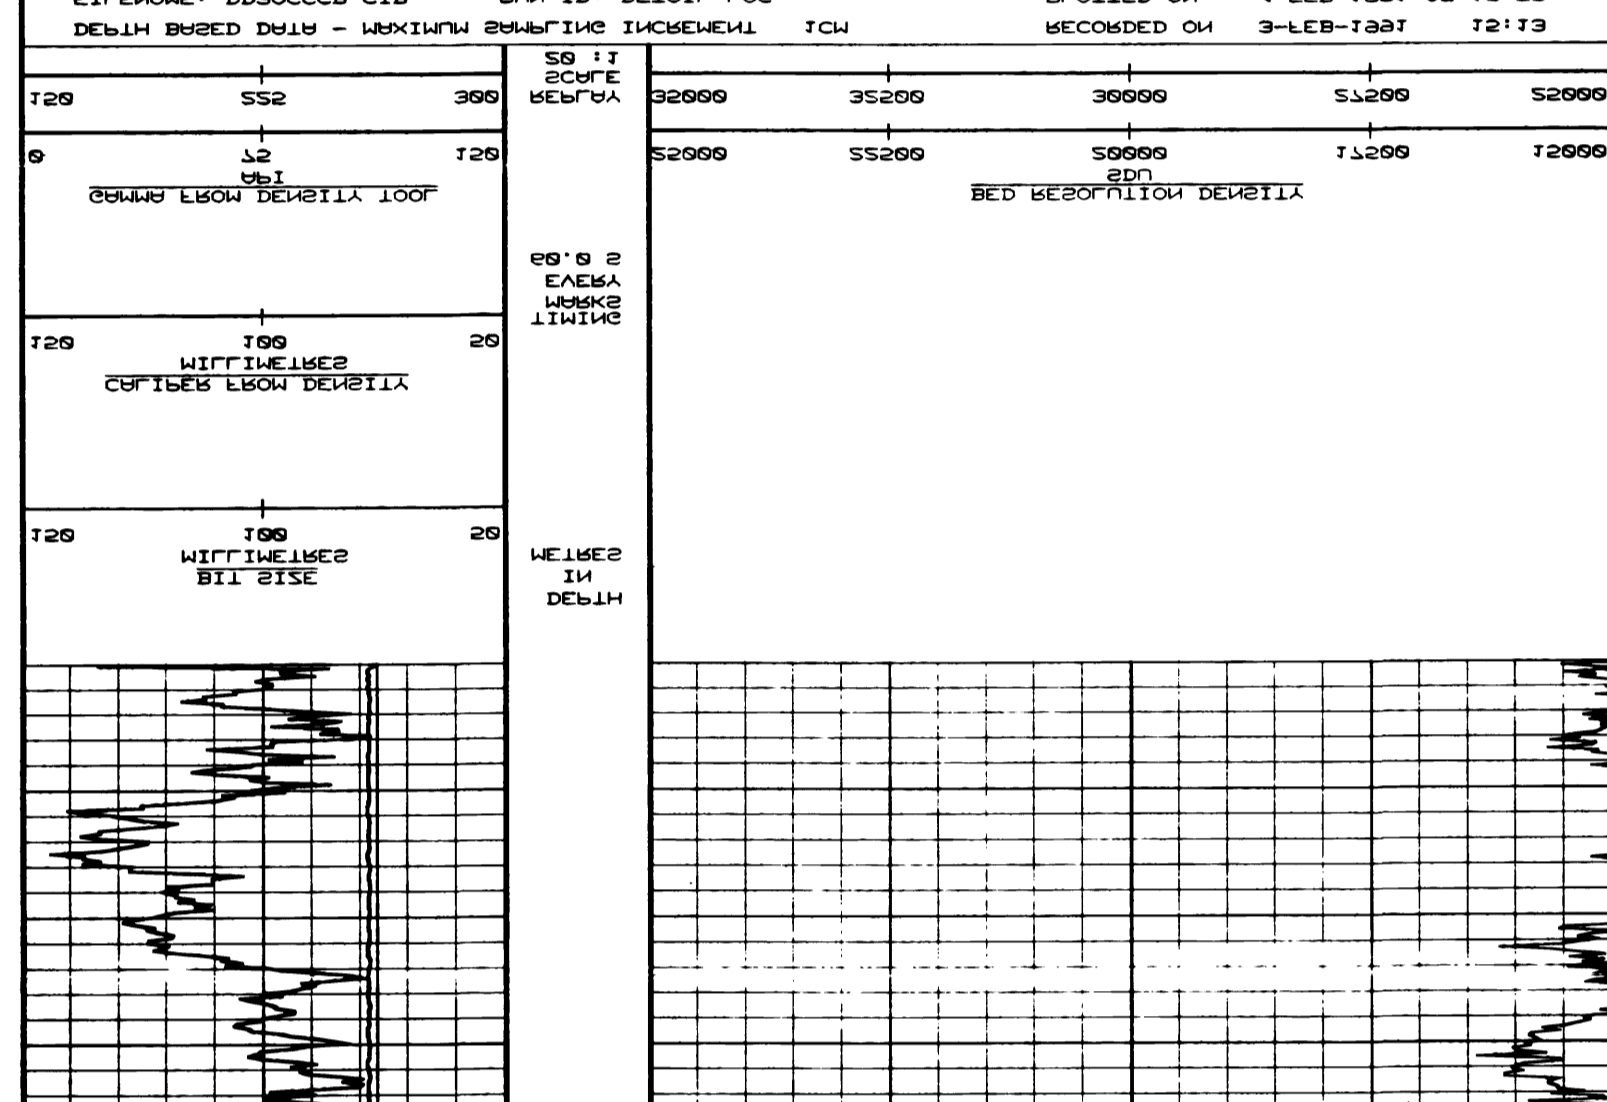 DEPTH
IN
METRES
BIT SIZE
MILLIMETRES
150 100 50
CALIPER FROM DENSITY
MILLIMETRES
150 100 50
TIMING
MARKS
EVERY
60.0 S
GAMMA FROM DENSITY TOOL
API
0 75 150
BED RESOLUTION DENSITY
SDU
25000 22500 20000 17500 15000
150 225 300
REPLAY
SCALE
20 :1
35000 32500 30000 27500 25000
DEPTH BASED DATA - MAXIMUM SAMPLING INCREMENT 1CM RECORDED ON 3-FEB-1991 15:13